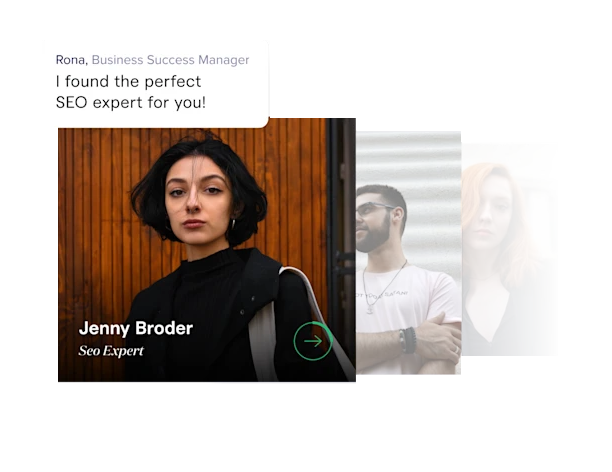 Rona, Business Success Manager
I found the perfect
SEO expert for you!
Jenny Broder
Seo Expert